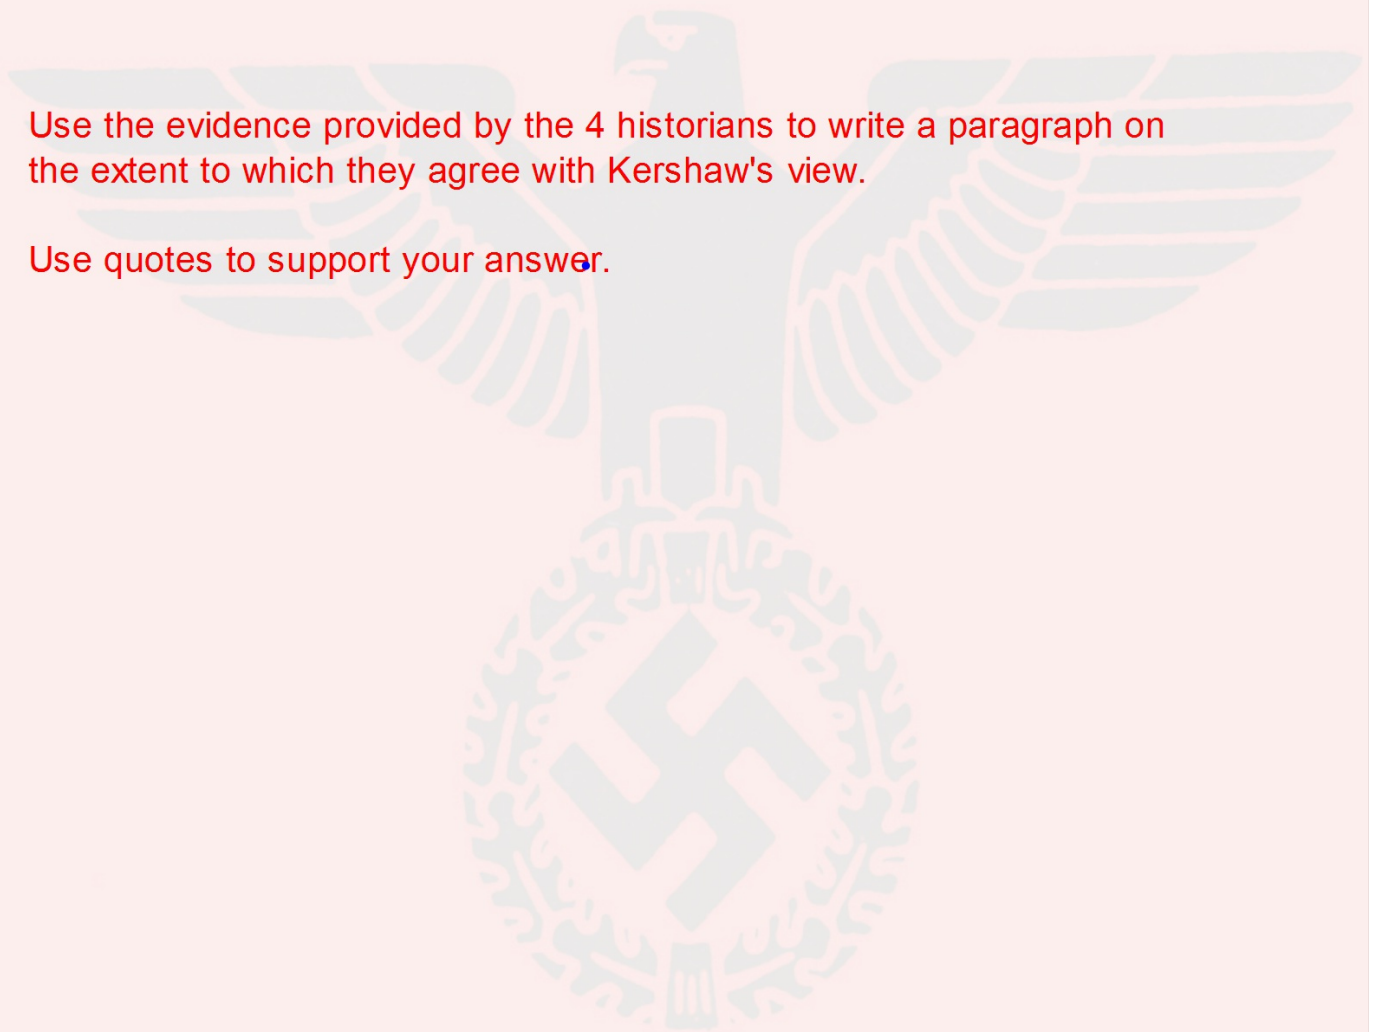 Use the evidence provided by the 4 historians to write a paragraph on
the extent to which they agree with Kershaw's view.
Use quotes to support your answer.